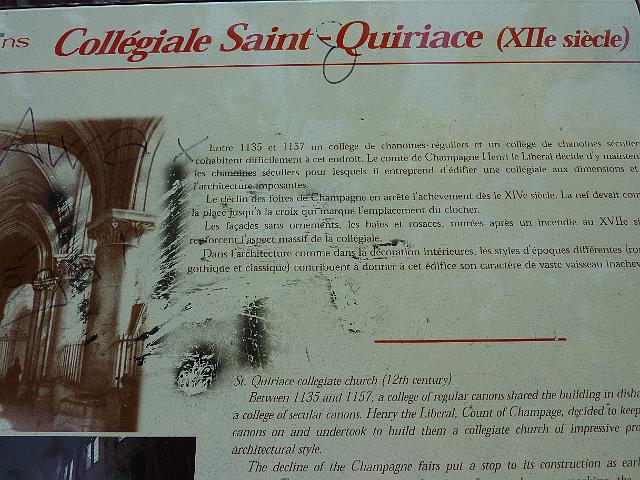 ns
Collégiale Saint-Quiriace (XIIe siècle)
Entre 1135 et 1157 un collège de chanoines-réguliers et un collège de chanoines séculiers
cohabitent difficilement à cet endroit. Le comte de Champagne Henri le Libéral décide d'y mainten
les chanoines séculiers pour lesquels il entreprend d'édifier une collégiale aux dimensions et
l'architecture imposantes.
Le déclin des foires de Champagne en arrête l'achèvement dès le XIVe siècle. La nef devait con
la place jusqu'à la croix qui marque l'emplacement du clocher.
Les façades sans ornements, les baies et rosaces, murées après un incendie au XVIIe si
renforcent l'aspect massif de la collégiale.
Dans l'architecture comme dans la décoration intérieures, les styles d'époques différentes (ro
gothique et classique) contribuent à donner à cet édifice son caractère de vaste vaisseau inachev
St. Quiriace collegiate church (12th century)
Between 1135 and 1157, a college of regular canons shared the building in disha
a college of secular canons. Henry the Liberal, Count of Champage, decided to keep
canons on and undertook to build them a collegiate church of impressive pro
architectural style.
The decline of the Champagne fairs put a stop to its construction as earl